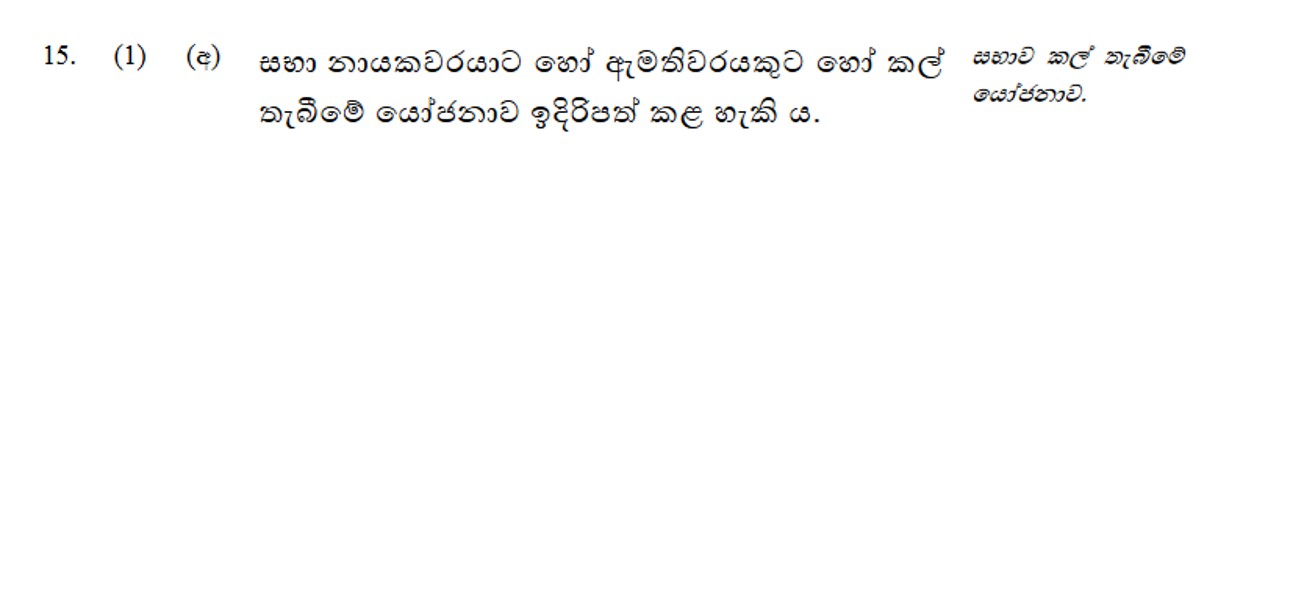 15. (1) (අ) සභා නායකවරයාට හෝ ඇමතිවරයකුට හෝ කල් තැබීමේ යෝජනාව ඉදිරිපත් කළ හැකි ය.
සභාව කල් තැබීමේ
යෝජනාව.